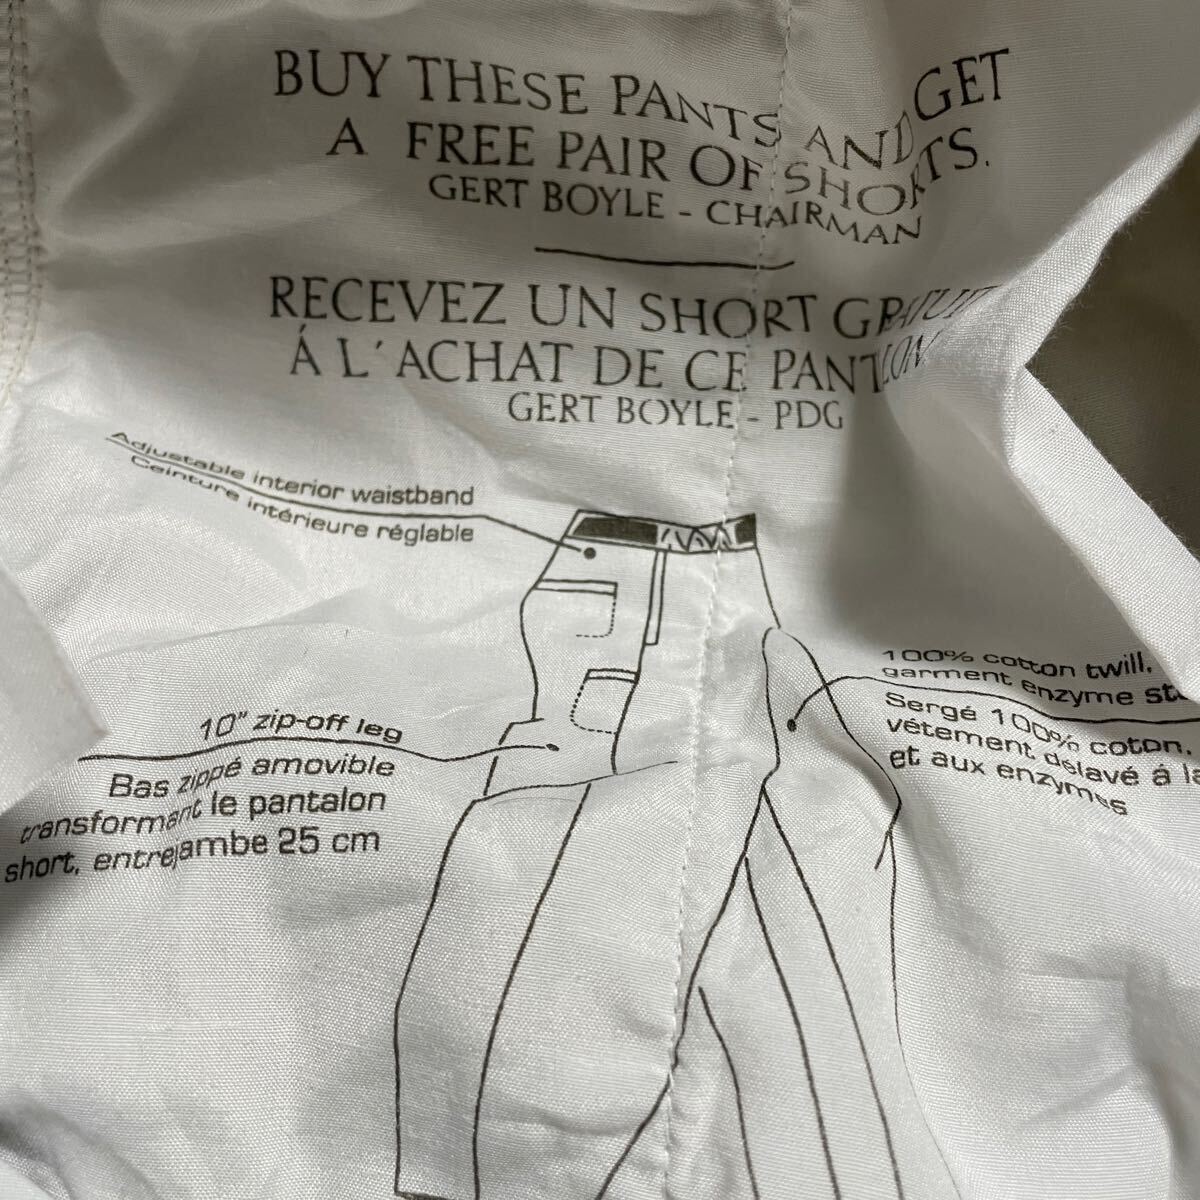 BUY THESE PANTS AND GET
A FREE PAIR OF SHORTS.
GERT BOYLE - CHAIRMAN
RECEVEZ UN SHORT GRATUIT
Á L'ACHAT DE CE PANTALON
GERT BOYLE - PDG
Adjustable interior waistband
Ceinture intérieure réglable
100% cotton twill,
garment enzyme
Sergé 100% coton,
vêtement délavé á la
et aux enzymes
10" zip-off leg
Bas zippé amovible
transformant le pantalon
short, entrejambe 25 cm